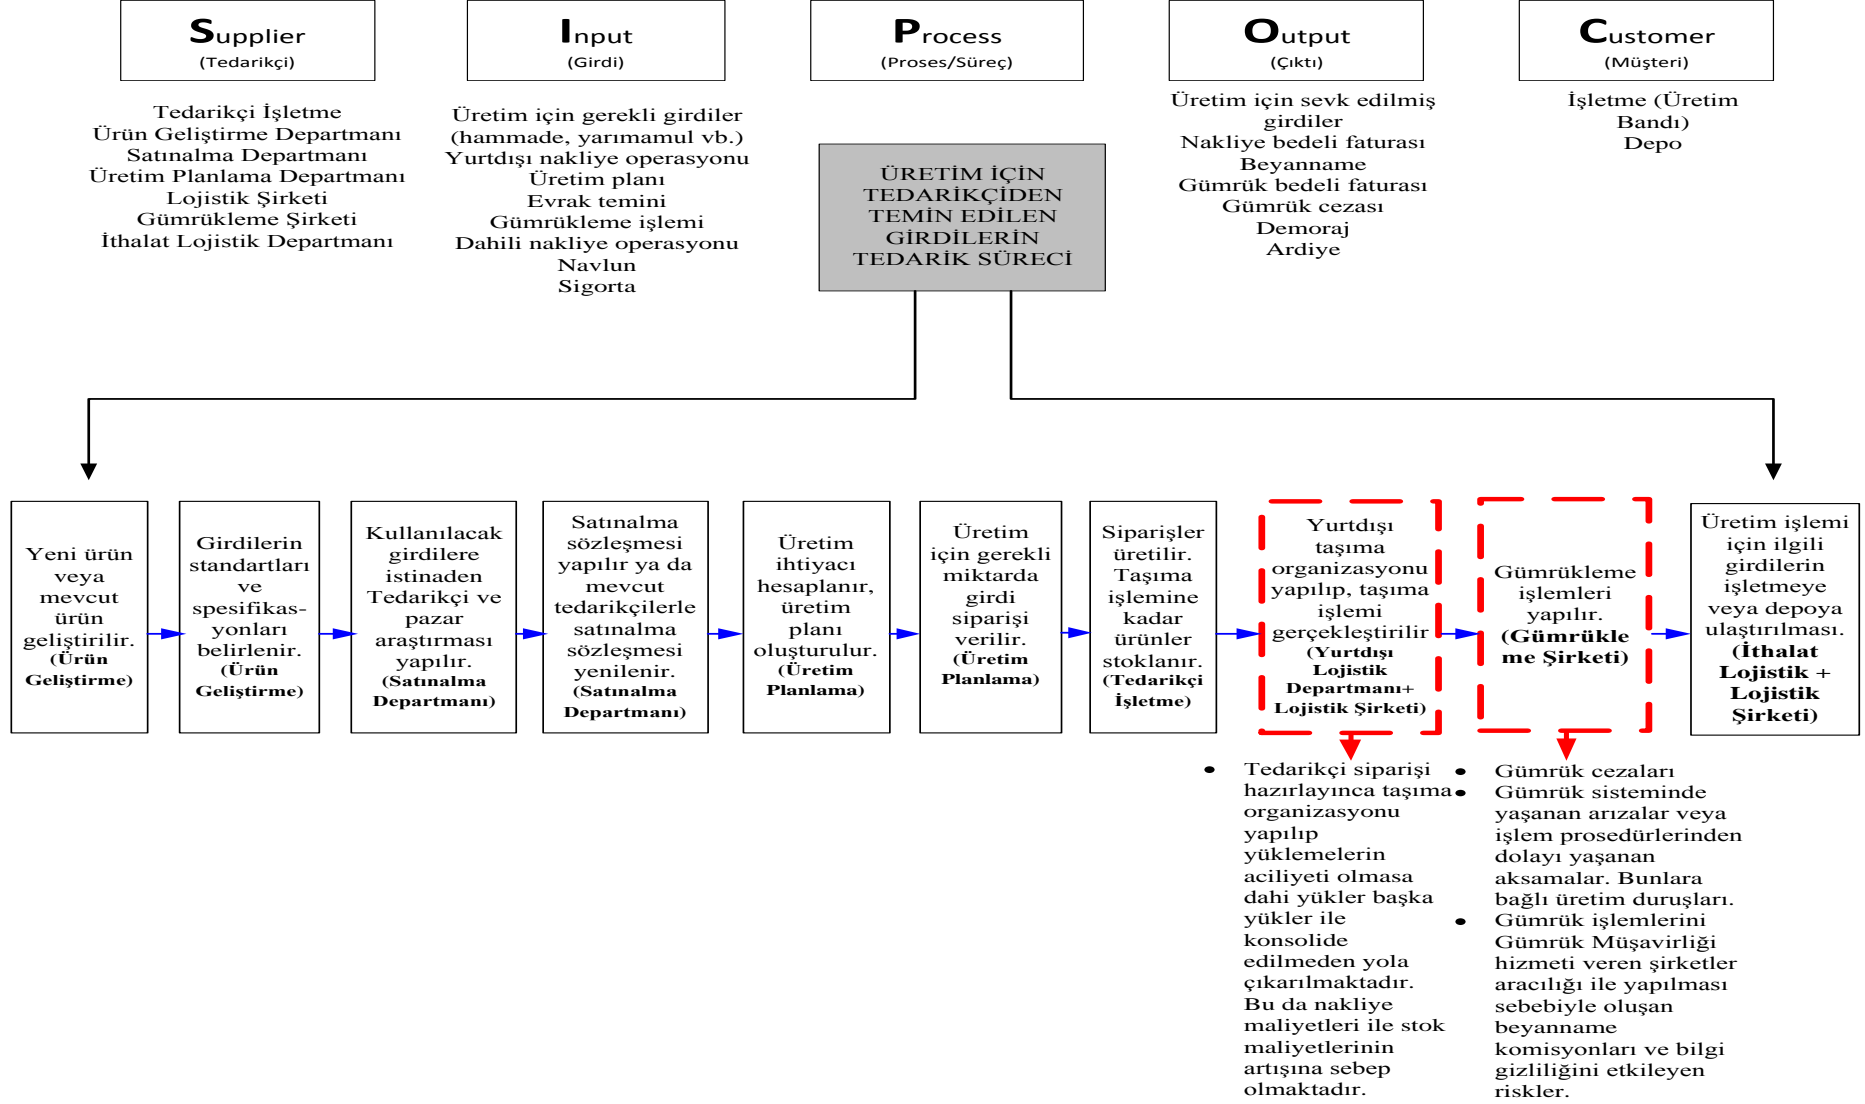 Supplier
(Tedarikçi)
Input
(Girdi)
Process
(Proses/Süreç)
Output
(Çıktı)
Customer
(Müşteri)
Tedarikçi İşletme
Ürün Geliştirme Departmanı
Satınalma Departmanı
Üretim Planlama Departmanı
Lojistik Şirketi
Gümrükleme Şirketi
İthalat Lojistik Departmanı
Üretim için gerekli girdiler
(hammade, yarımamul vb.)
Yurtdışı nakliye operasyonu
Üretim planı
Evrak temini
Gümrükleme işlemi
Dahili nakliye operasyonu
Navlun
Sigorta
ÜRETİM İÇİN
TEDARİKÇİDEN
TEMİN EDİLEN
GİRDİLERİN
TEDARİK SÜRECİ
Üretim için sevk edilmiş
girdiler
Nakliye bedeli faturası
Beyanname
Gümrük bedeli faturası
Gümrük cezası
Demoraj
Ardiye
İşletme (Üretim
Bandı)
Depo
Yeni ürün
veya
mevcut
ürün
geliştirilir.
(Ürün
Geliştirme)
Girdilerin
standartları
ve
spesifikas-
yonları
belirlenir.
(Ürün
Geliştirme)
Kullanılacak
girdilere
istinaden
Tedarikçi ve
pazar
araştırması
yapılır.
(Satınalma
Departmanı)
Satınalma
sözleşmesi
yapılır ya da
mevcut
tedarikçilerle
satınalma
sözleşmesi
yenilenir.
(Satınalma
Departmanı)
Üretim
ihtiyacı
hesaplanır,
üretim
planı
oluşturulur.
(Üretim
Planlama)
Üretim
için gerekli
miktarda
girdi
siparişi
verilir.
(Üretim
Planlama)
Siparişler
üretilir.
Taşıma
işlemine
kadar
ürünler
stoklanır.
(Tedarikçi
İşletme)
Yurtdışı
taşıma
organizasyonu
yapılıp, taşıma
işlemi
gerçekleştirilir
(Yurtdışı
Lojistik
Departmanı+
Lojistik Şirketi)
Gümrükleme
işlemleri
yapılır.
(Gümrükle
me Şirketi)
Üretim işlemi
için ilgili
girdilerin
işletmeye
veya depoya
ulaştırılması.
(İthalat
Lojistik +
Lojistik
Şirketi)
• Tedarikçi siparişi
hazırlayınca taşıma
organizasyonu
yapılıp
yüklemelerin
aciliyeti olmasa
dahi yükler başka
yükler ile
konsolide
edilmeden yola
çıkarılmaktadır.
Bu da nakliye
maliyetleri ile stok
maliyetlerinin
artışına sebep
olmaktadır.
• Gümrük cezaları
• Gümrük sisteminde
yaşanan arızalar veya
işlem prosedürlerinden
dolayı yaşanan
aksamalar. Bunlara
bağlı üretim duruşları.
• Gümrük işlemlerini
Gümrük Müşavirliği
hizmeti veren şirketler
aracılığı ile yapılması
sebebiyle oluşan
beyanname
komisyonları ve bilgi
gizliliğini etkileyen
riskler.